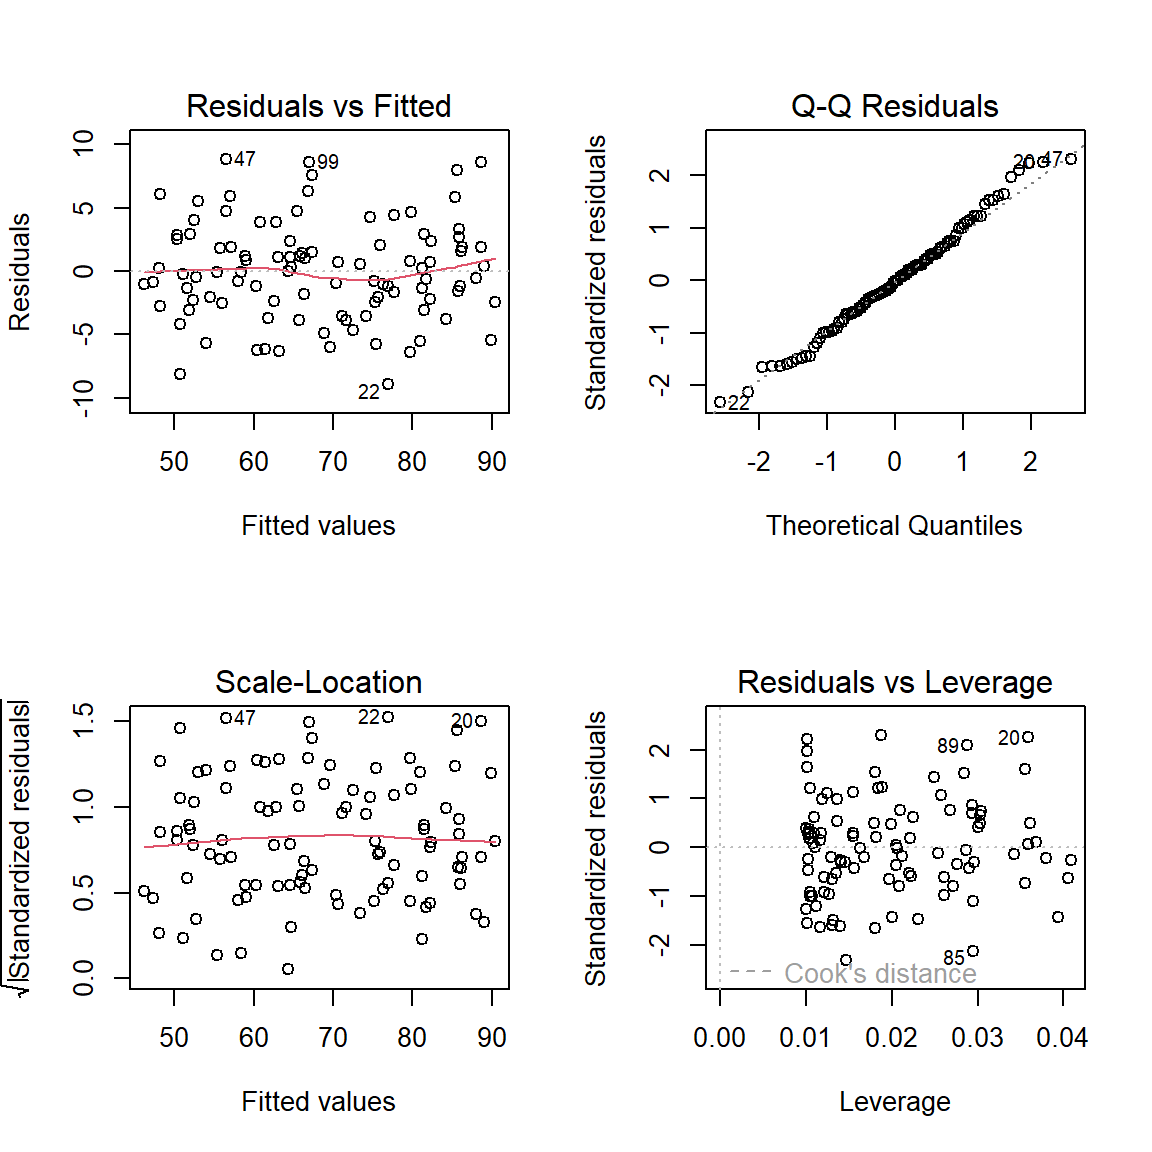 Residuals vs Fitted
Residuals
10
5
0
-5
-10
47
99
22
50 60 70 80 90
Fitted values
Q-Q Residuals
Standardized residuals
2
1
0
-1
-2
20 47
22
-2 -1 0 1 2
Theoretical Quantiles
Scale-Location
√|Standardized residuals|
1.5
1.0
0.5
0.0
47
22
20
50 60 70 80 90
Fitted values
Residuals vs Leverage
Standardized residuals
2
1
0
-1
-2
89
20
85
Cook's distance
0.00 0.01 0.02 0.03 0.04
Leverage